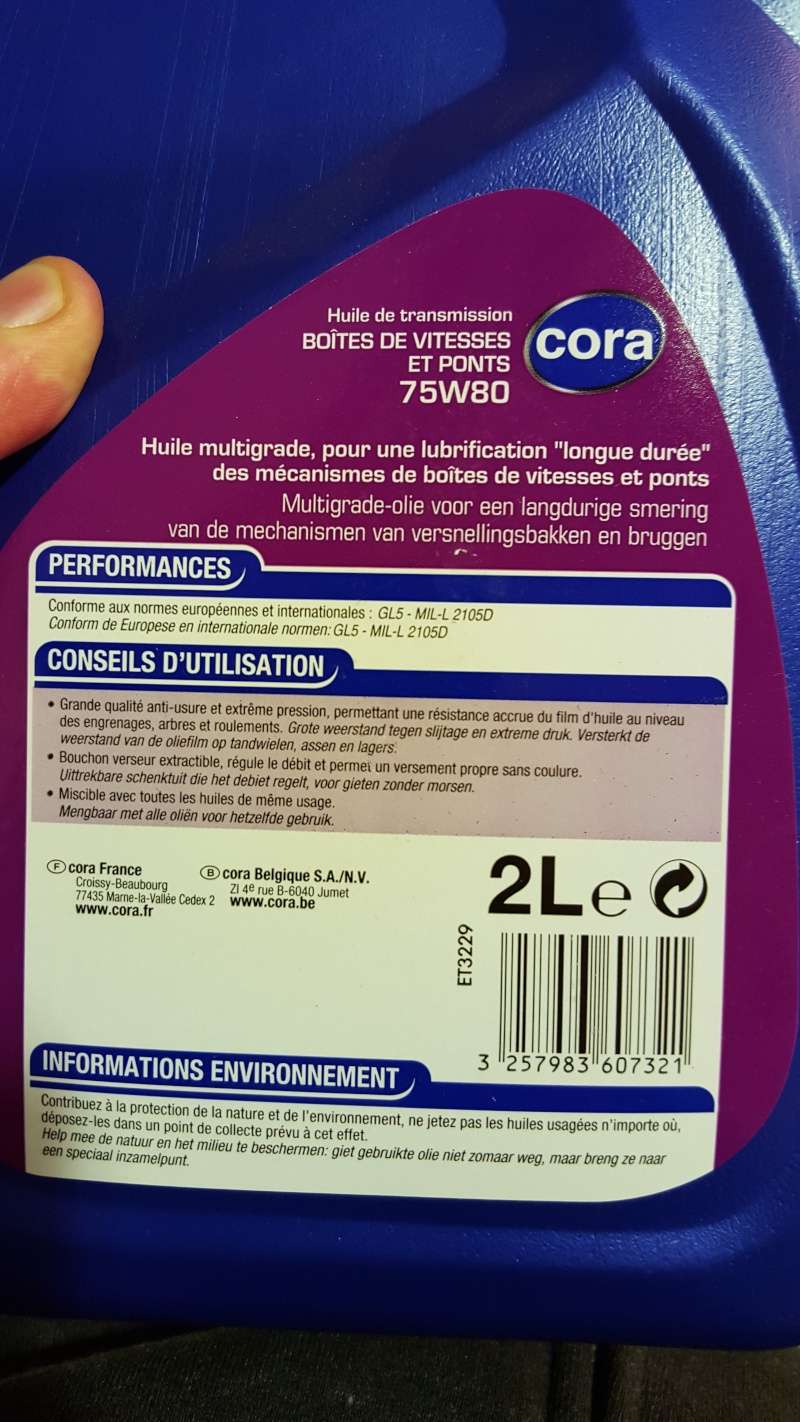 Huile de transmission
BOÎTES DE VITESSES
ET PONTS
75W80
cora
Huile multigrade, pour une lubrification "longue durée"
des mécanismes de boîtes de vitesses et ponts
Multigrade-olie voor een langdurige smering
van de mechanismen van versnellingsbakken en bruggen
PERFORMANCES
Conforme aux normes européennes et internationales : GL5 - MIL-L 2105D
Conform de Europese en internationale normen: GL5 - MIL-L 2105D
CONSEILS D'UTILISATION
• Grande qualité anti-usure et extrême pression, permettant une résistance accrue du film d'huile au niveau
des engrenages, arbres et roulements. Grote weerstand tegen slijtage en extreme druk. Versterkt de
weerstand van de oliefilm op tandwielen, assen en lagers.
• Bouchon verseur extractible, régule le débit et permet un versement propre sans coulure.
Uittrekbare schenktuit die het debiet regelt, voor gieten zonder morsen.
• Miscible avec toutes les huiles de même usage.
Mengbaar met alle oliën voor hetzelfde gebruik.
F cora France
Croissy-Beaubourg
77435 Marne-la-Vallée Cedex 2
www.cora.fr
B cora Belgique S.A./N.V.
ZI 4e rue B-6040 Jumet
www.cora.be
2L e
ET3229
3 257983 607321
INFORMATIONS ENVIRONNEMENT
Contribuez à la protection de la nature et de l'environnement, ne jetez pas les huiles usagées n'importe où,
déposez-les dans un point de collecte prévu à cet effet.
Help mee de natuur en het milieu te beschermen: giet gebruikte olie niet zomaar weg, maar breng ze naar
een speciaal inzamelpunt.